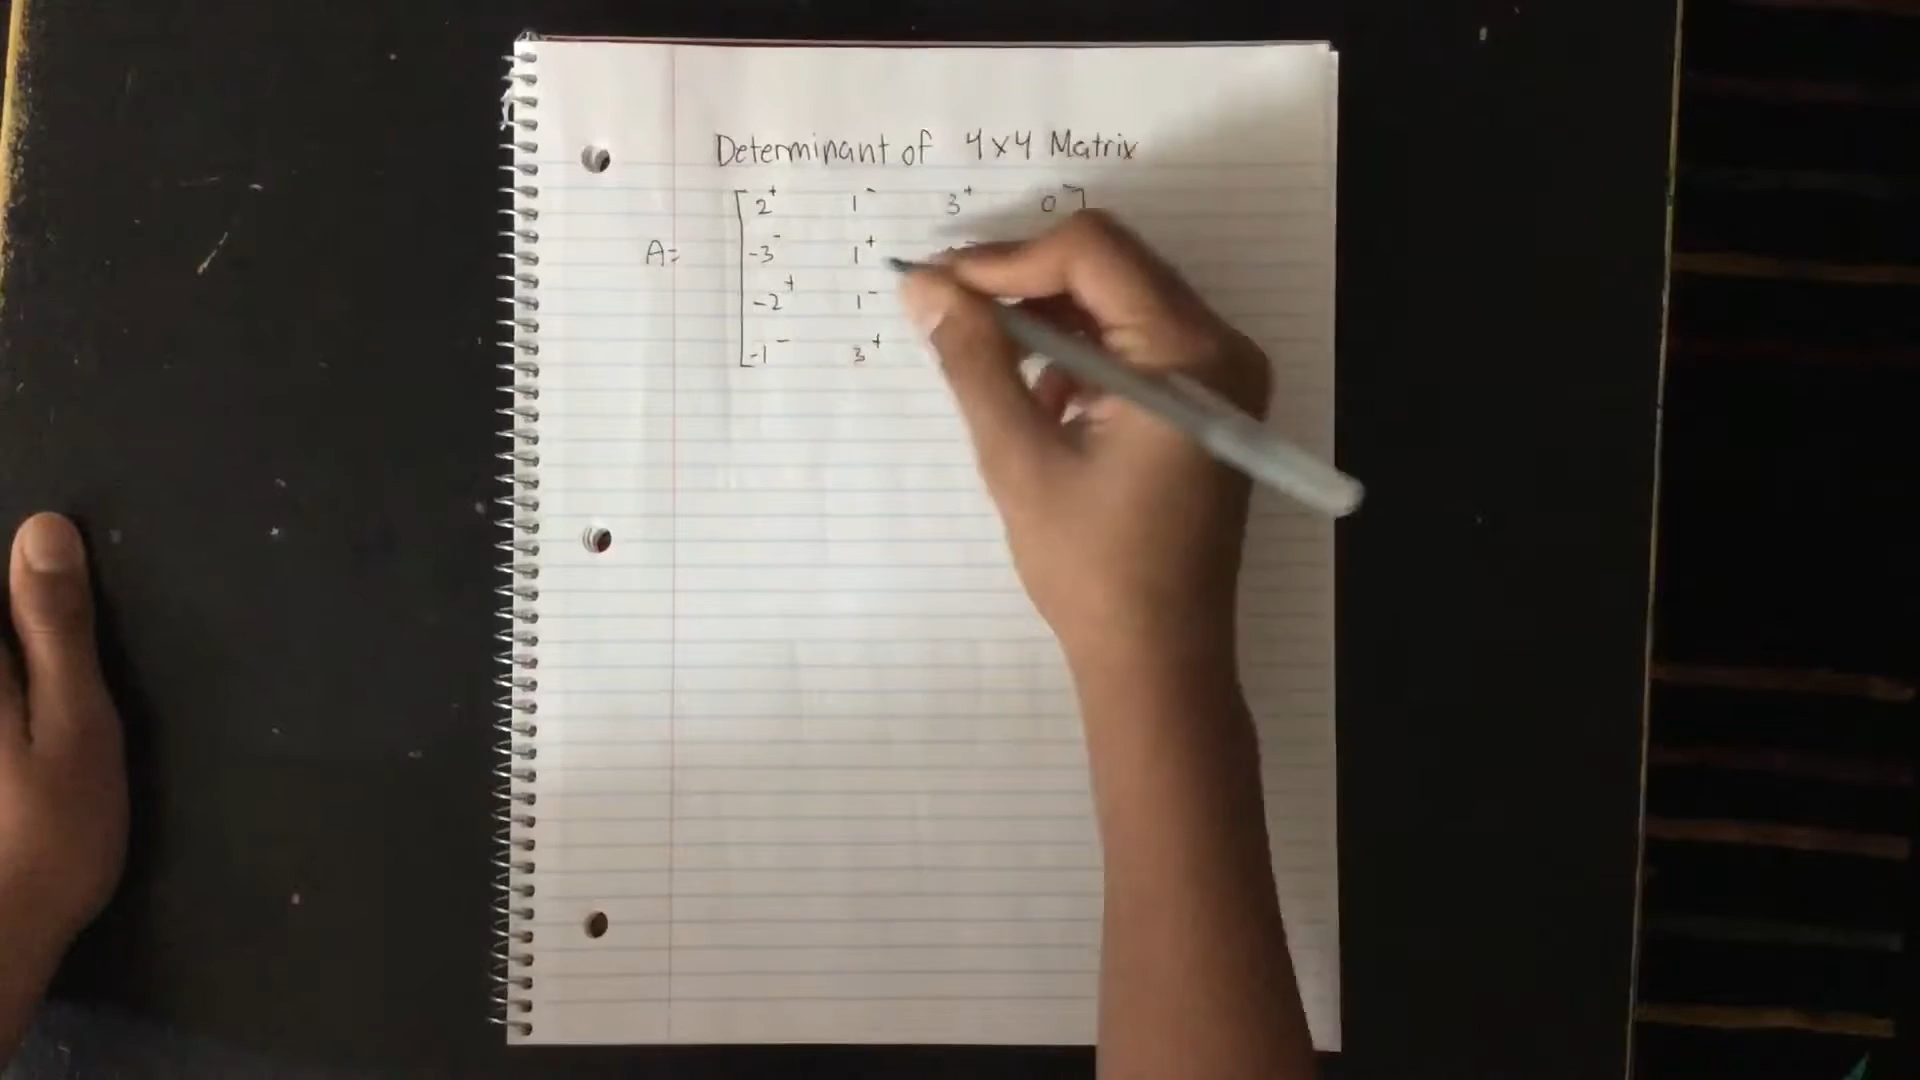 Determinant of 4x4 Matrix
2⁺ 1⁻ 3⁺ 0⁻
A= -3⁻ 1⁺
-2⁺ 1⁻
-1⁻ 3⁺